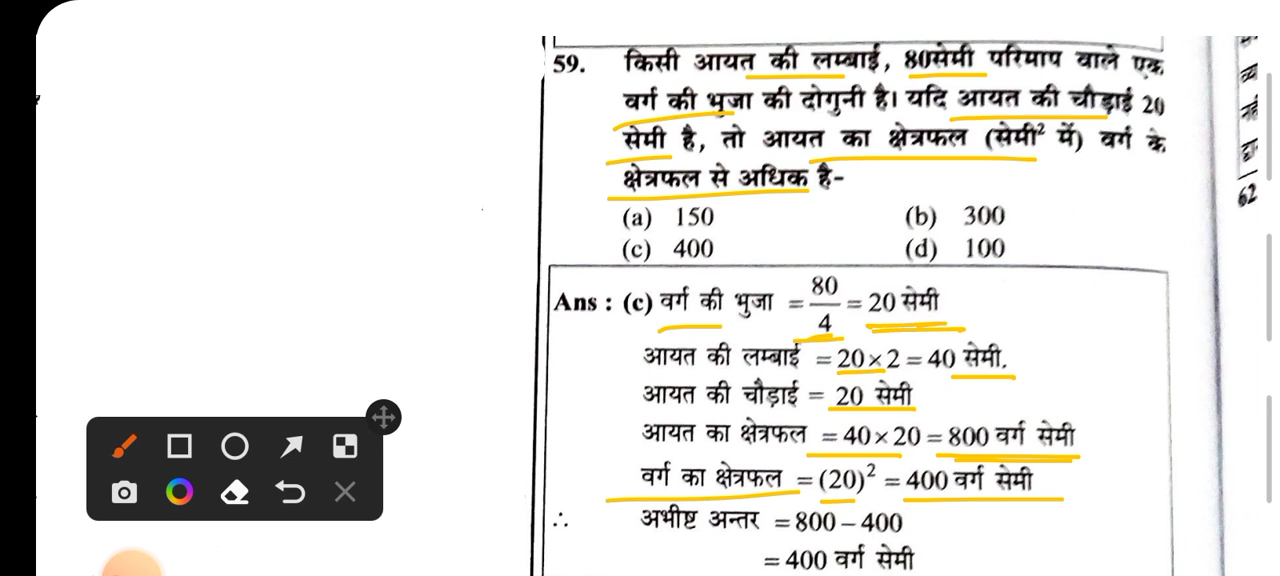 59. किसी आयत की लम्बाई, 80सेमी परिमाप वाले एक
वर्ग की भुजा की दोगुनी है। यदि आयत की चौड़ाई 20
सेमी है, तो आयत का क्षेत्रफल (सेमी² में) वर्ग के
क्षेत्रफल से अधिक है-
(a) 150 (b) 300
(c) 400 (d) 100
Ans : (c) वर्ग की भुजा = 80/4 = 20 सेमी
आयत की लम्बाई = 20 × 2 = 40 सेमी.
आयत की चौड़ाई = 20 सेमी
आयत का क्षेत्रफल = 40 × 20 = 800 वर्ग सेमी
वर्ग का क्षेत्रफल = (20)² = 400 वर्ग सेमी
∴ अभीष्ट अन्तर = 800 – 400
= 400 वर्ग सेमी
62